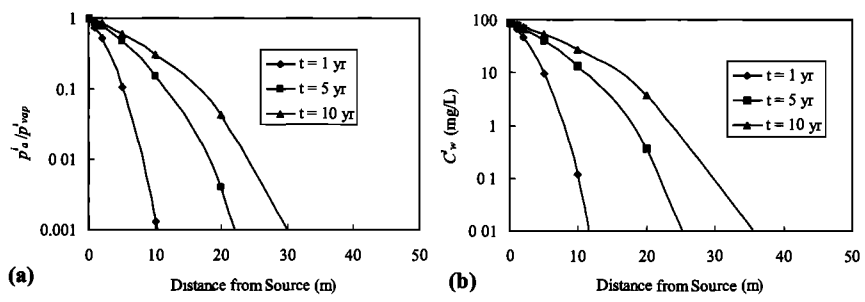 1
0.1
0 01
0.001
p^i_a/p^i_vap
t = 1 yr
t = 5 yr
t = 10 yr
0 10 20 30 40 50
Distance from Source (m)
(a)
100
10
1
0 1
0 01
C^i_w (mg/L)
t = 1 yr
t = 5 yr
t = 10 yr
0 10 20 30 40 50
Distance from Source (m)
(b)